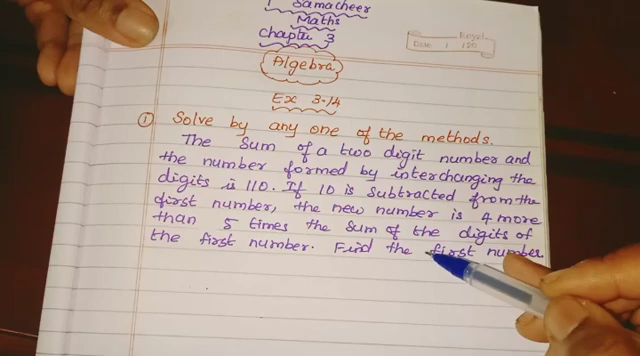 Samacheer
Maths
Chapter 3
Date / /20
Algebra
Ex 3.14
① Solve by any one of the methods.
The Sum of a two digit number and
the number formed by interchanging the
digits is 110. If 10 is subtracted from the
first number, the new number is 4 more
than 5 times the sum of the digits of
the first number. Find the first number